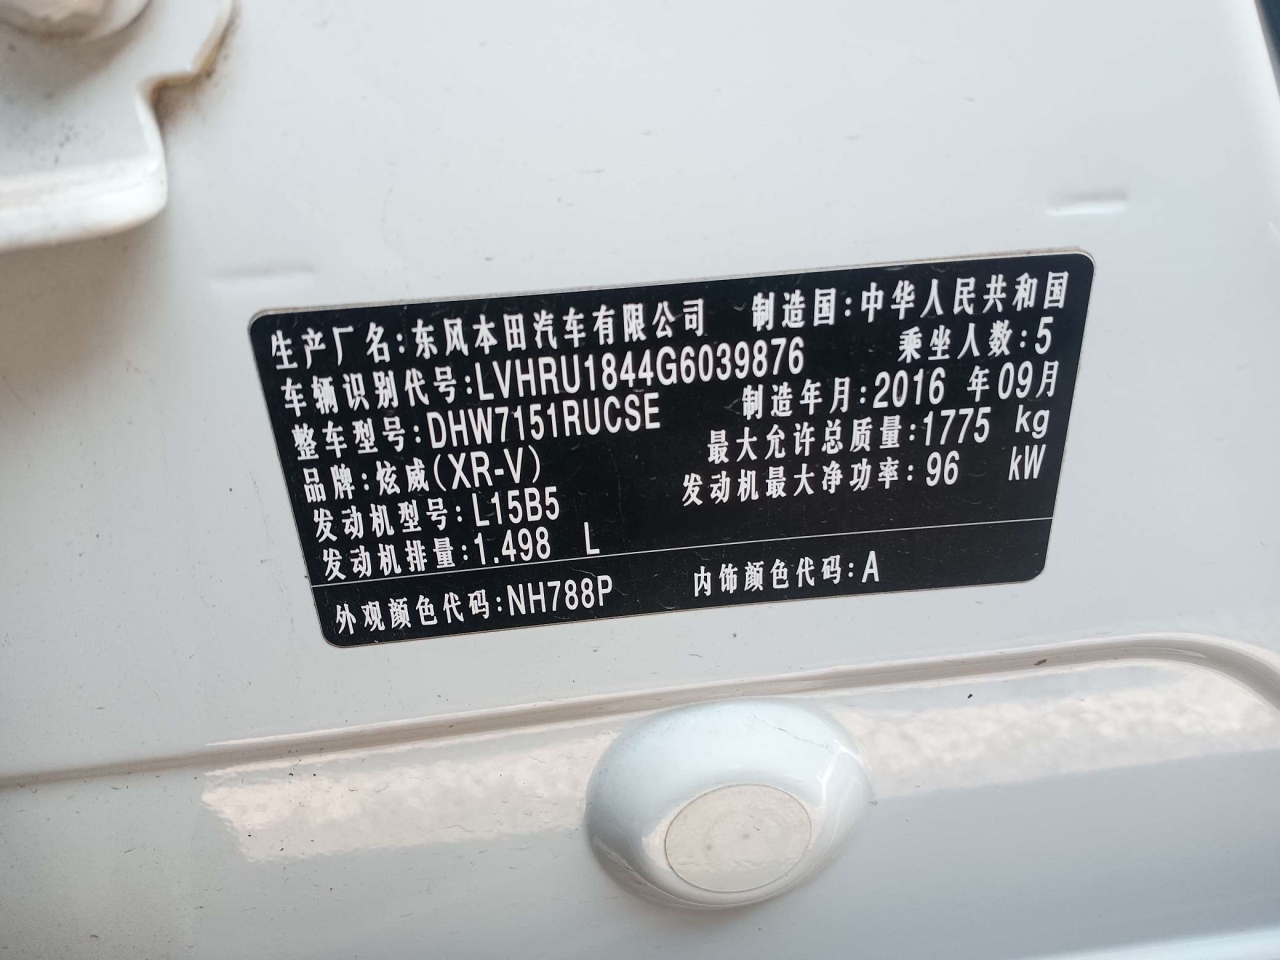 生产厂名:东风本田汽车有限公司 制造国:中华人民共和国
车辆识别代号:LVHRU1844G6039876 乘坐人数:5
整车型号:DHW7151RUCSE 制造年月:2016 年09月
品牌:炫威(XR-V) 最大允许总质量:1775 kg
发动机型号:L15B5 发动机最大净功率:96 kW
发动机排量:1.498 L
外观颜色代码:NH788P 内饰颜色代码:A